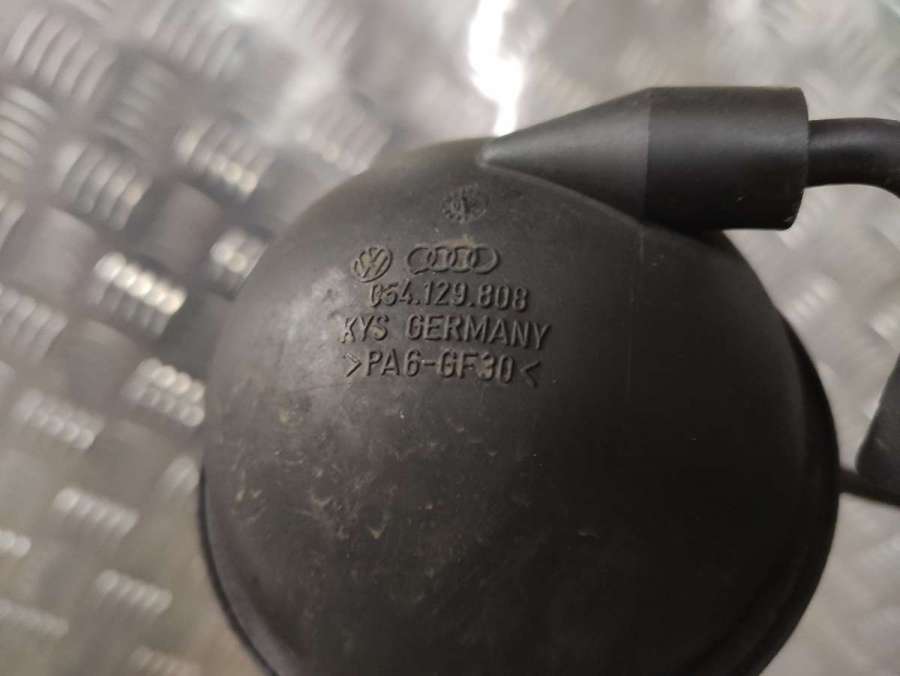 054.129.808
KYS GERMANY
>PA6-GF30<